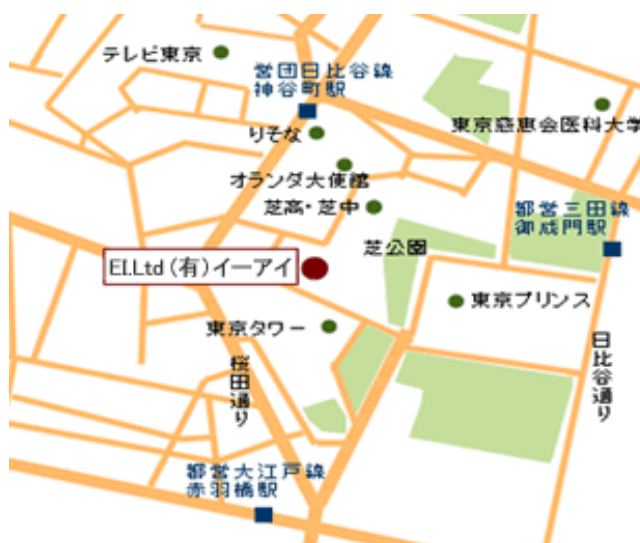 テレビ東京
営団日比谷線
神谷町駅
りそな
東京慈恵会医科大学
オランダ大使館
芝高・芝中
都営三田線
御成門駅
芝公園
EI.Ltd (有)イーアイ
東京プリンス
東京タワー
桜田通り
日比谷通り
都営大江戸線
赤羽橋駅